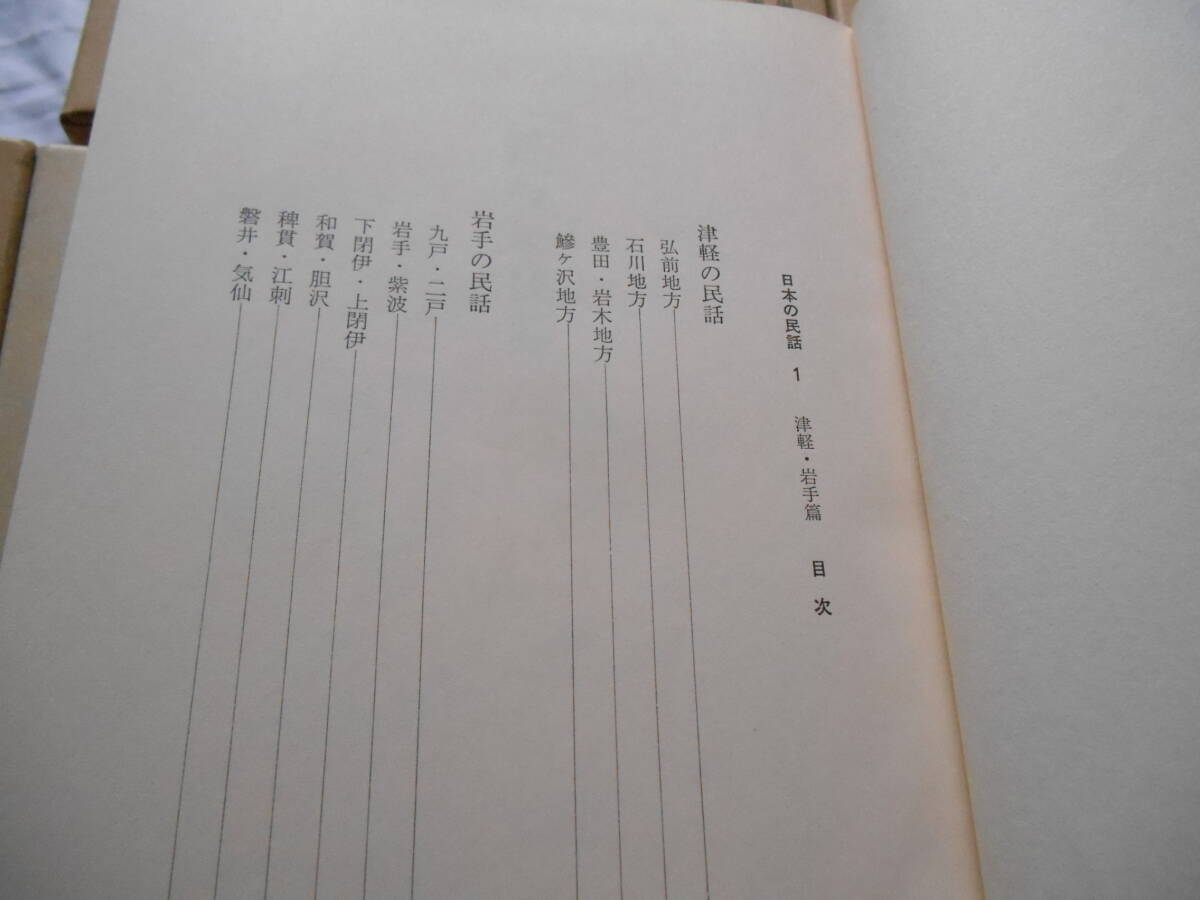 日本の民話 1 津軽・岩手篇 目次
津軽の民話
弘前地方
石川地方
豊田・岩木地方
鰺ヶ沢地方
岩手の民話
九戸・二戸
岩手・紫波
下閉伊・上閉伊
和賀・胆沢
稗貫・江刺
磐井・気仙